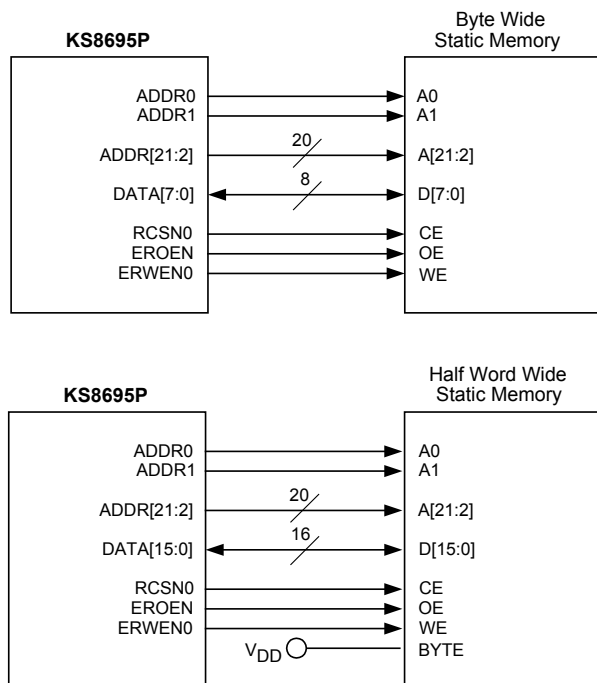 KS8695P
Byte Wide
Static Memory
ADDR0
A0
ADDR1
A1
ADDR[21:2]
20
A[21:2]
DATA[7:0]
8
D[7:0]
RCSN0
CE
EROEN
OE
ERWEN0
WE
KS8695P
Half Word Wide
Static Memory
ADDR0
A0
ADDR1
A1
ADDR[21:2]
20
A[21:2]
DATA[15:0]
16
D[15:0]
RCSN0
CE
EROEN
OE
ERWEN0
WE
VDD
BYTE